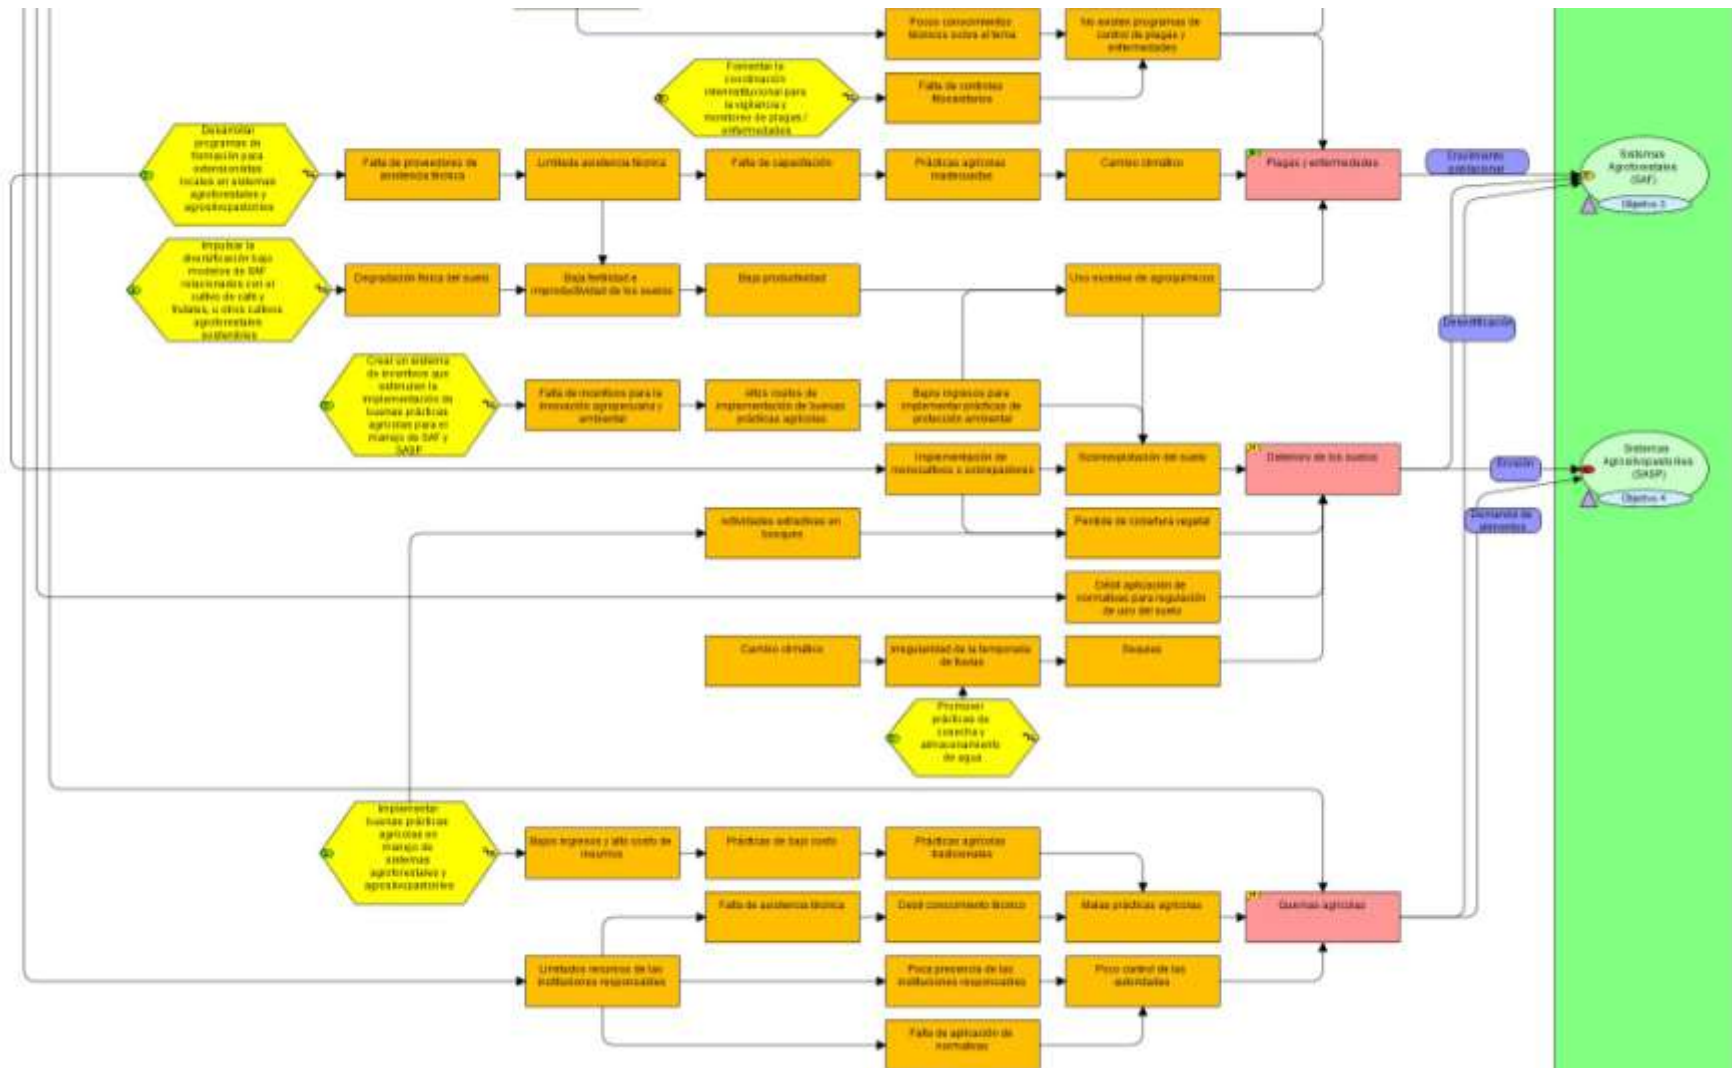 Pocos conocimientos
técnicos sobre el tema
No existen programas de
control de plagas y
enfermedades
Fomentar la
coordinación
interinstitucional para
la vigilancia y
monitoreo de plagas /
enfermedades
Falta de controles
fitosanitarios
Desarrollar
programas de
formación para
extensionistas
locales en sistemas
agroforestales y
agrosilvopastoriles
Falta de proveedores de
asistencia técnica
Limitada asistencia técnica
Falta de capacitación
Prácticas agrícolas
inadecuadas
Cambio climático
Plagas y enfermedades
Crecimiento
poblacional
Sistemas
Agroforestales
(SAF)
Objetivo 3
Impulsar la
diversificación bajo
modelos de SAF
relacionados con el
cultivo de café y
frutales, u otros cultivos
agroforestales
sostenibles
Degradación física del suelo
Baja fertilidad e
improductividad de los suelos
Baja productividad
Uso excesivo de agroquímicos
Desertificación
Crear un sistema
de incentivos que
estimulen la
implementación de
buenas prácticas
agrícolas para el
manejo de SAF y
SASP
Falta de incentivos para la
innovación agropecuaria y
ambiental
Altos costos de
implementación de buenas
prácticas agrícolas
Bajos ingresos para
implementar prácticas de
protección ambiental
Implementación de
monocultivos o sobrepastoreo
Sobreexplotación del suelo
Deterioro de los suelos
Erosión
Sistemas
Agrosilvopastoriles
(SASP)
Objetivo 4
Actividades extractivas en
bosques
Pérdida de cobertura vegetal
Demanda de
alimentos
Débil aplicación de
normativas para regulación
de uso del suelo
Cambio climático
Irregularidad de la temporada
de lluvias
Sequías
Promover
prácticas de
cosecha y
almacenamiento
de agua
Implementar
buenas prácticas
agrícolas en
manejo de
sistemas
agroforestales y
agrosilvopastoriles
Bajos ingresos y alto costo de
insumos
Prácticas de bajo costo
Prácticas agrícolas
tradicionales
Falta de asistencia técnica
Débil conocimiento técnico
Malas prácticas agrícolas
Quemas agrícolas
Limitados recursos de las
instituciones responsables
Poca presencia de las
instituciones responsables
Poco control de las
autoridades
Falta de aplicación de
normativas